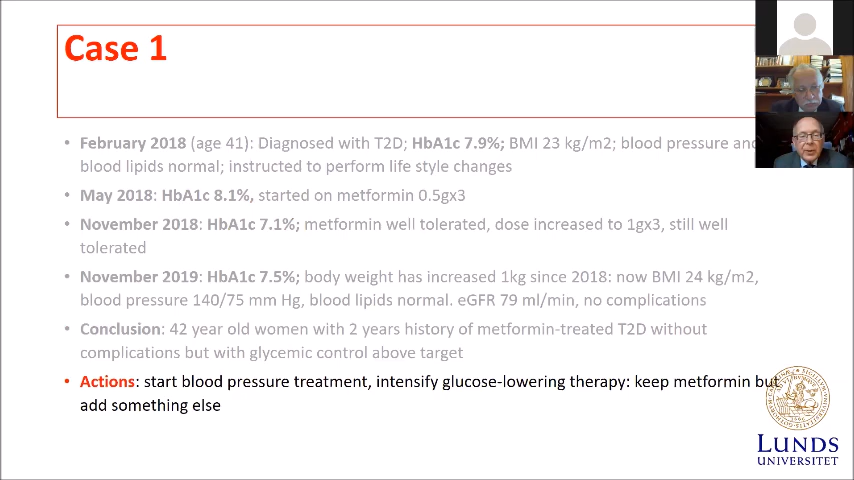 Case 1
• February 2018 (age 41): Diagnosed with T2D; HbA1c 7.9%; BMI 23 kg/m2; blood pressure and
blood lipids normal; instructed to perform life style changes
• May 2018: HbA1c 8.1%, started on metformin 0.5gx3
• November 2018: HbA1c 7.1%; metformin well tolerated, dose increased to 1gx3, still well
tolerated
• November 2019: HbA1c 7.5%; body weight has increased 1kg since 2018: now BMI 24 kg/m2,
blood pressure 140/75 mm Hg, blood lipids normal. eGFR 79 ml/min, no complications
• Conclusion: 42 year old women with 2 years history of metformin-treated T2D without
complications but with glycemic control above target
• Actions: start blood pressure treatment, intensify glucose-lowering therapy: keep metformin but
add something else
LUNDS
UNIVERSITET